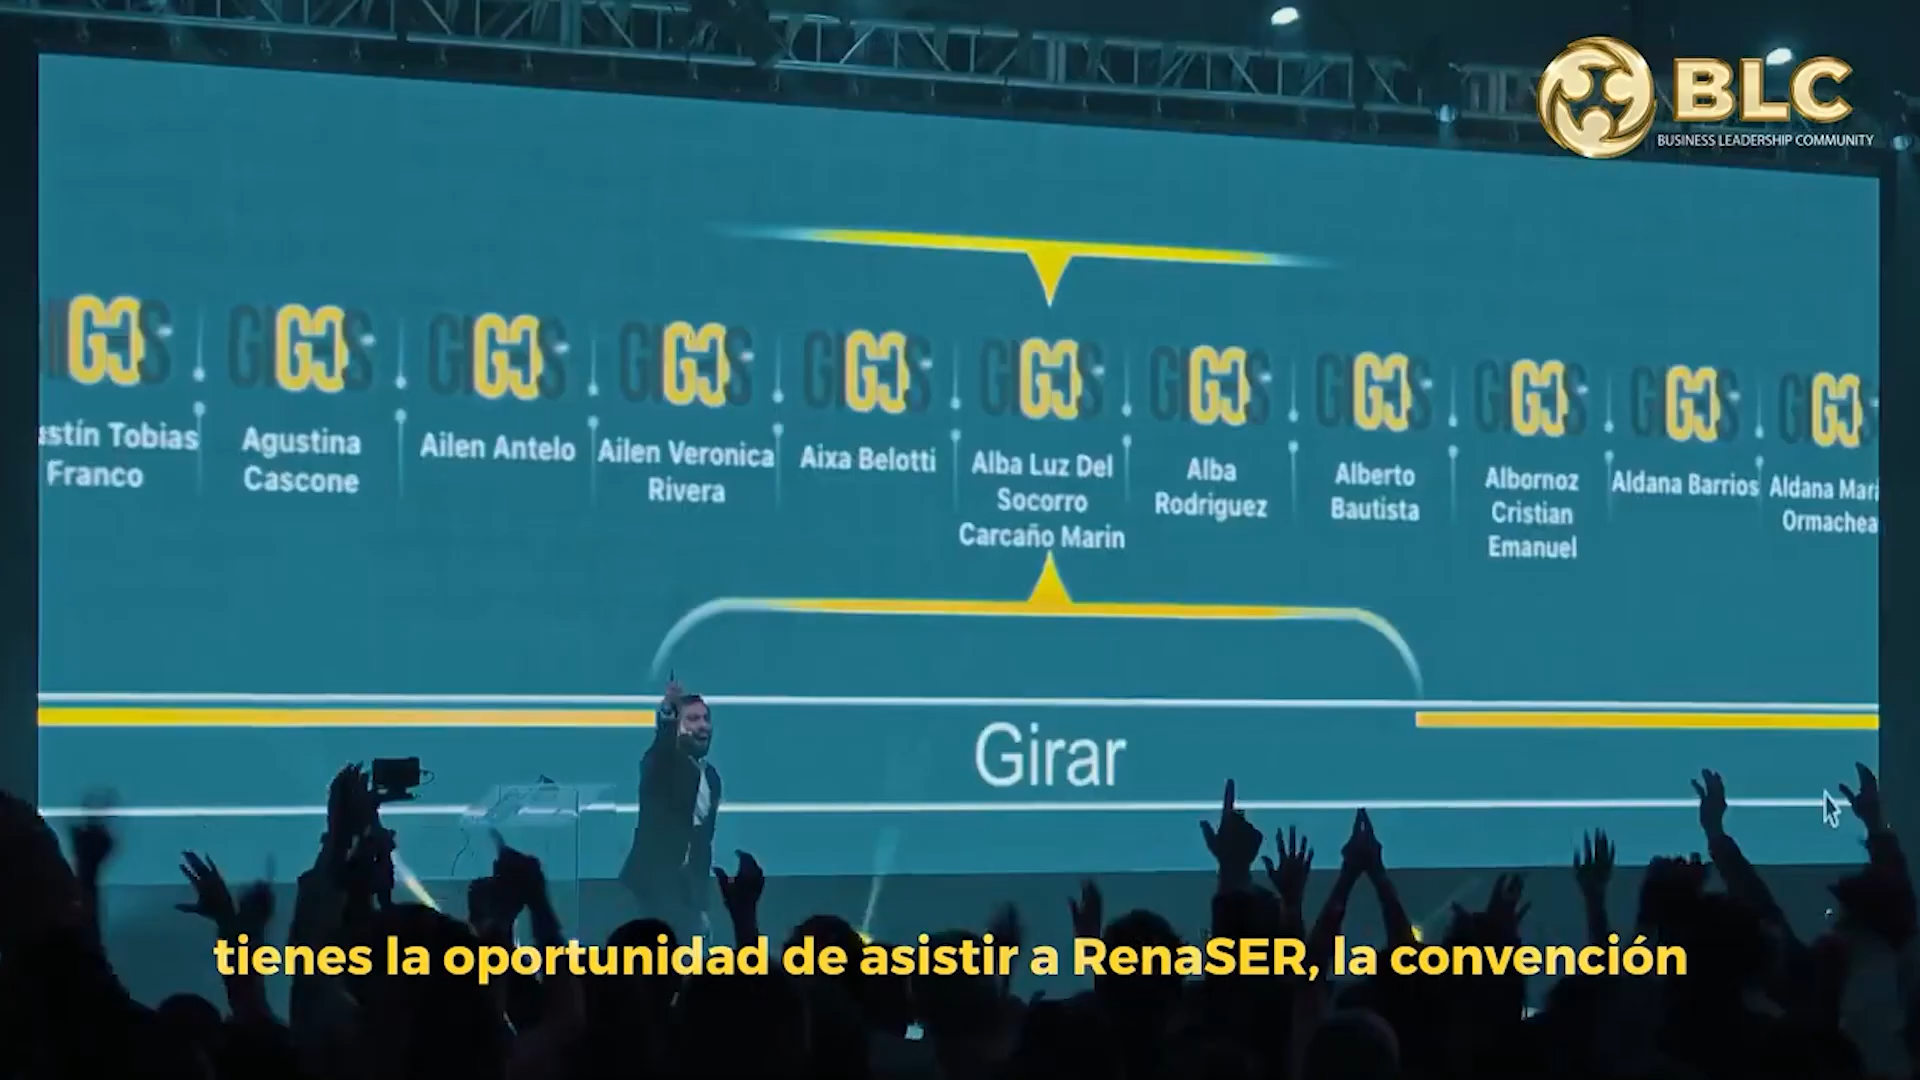 BLC
BUSINESS LEADERSHIP COMMUNITY
Tobias
Franco
Agustina
Cascone
Ailen Antelo
Ailen Veronica
Rivera
Aixa Belotti
Alba Luz Del
Socorro
Carcaño Marin
Alba
Rodriguez
Alberto
Bautista
Albornoz
Cristian
Emanuel
Aldana Barrios
Aldana
Ormachea
Girar
tienes la oportunidad de asistir a RenaSER, la convención